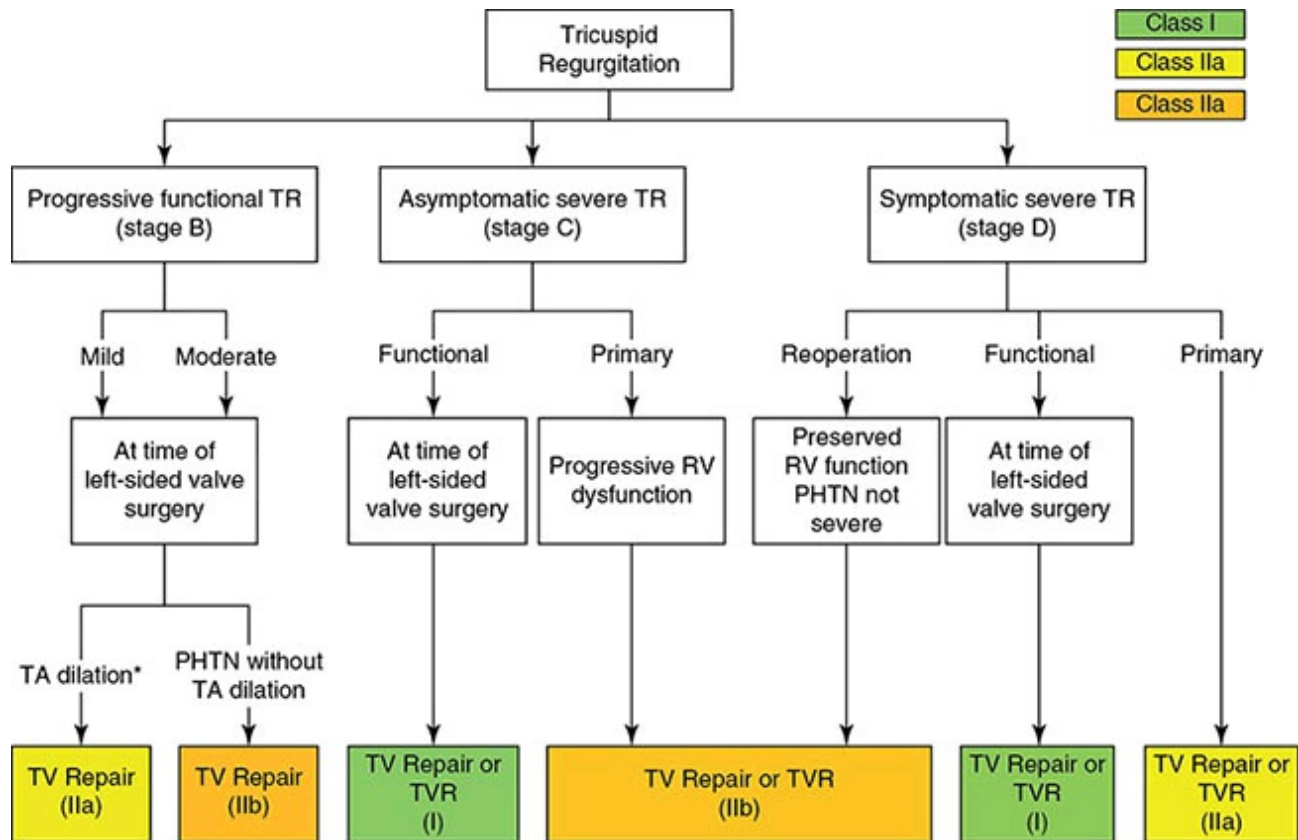 Tricuspid
Regurgitation
Class I
Class IIa
Class IIa
Progressive functional TR
(stage B)
Asymptomatic severe TR
(stage C)
Symptomatic severe TR
(stage D)
Mild
Moderate
Functional
Primary
Reoperation
Functional
Primary
At time of
left-sided valve
surgery
At time of
left-sided
valve surgery
Progressive RV
dysfunction
Preserved
RV function
PHTN not
severe
At time of
left-sided
valve surgery
TA dilation*
PHTN without
TA dilation
TV Repair
(IIa)
TV Repair
(IIb)
TV Repair or
TVR
(I)
TV Repair or TVR
(IIb)
TV Repair or
TVR
(I)
TV Repair or
TVR
(IIa)